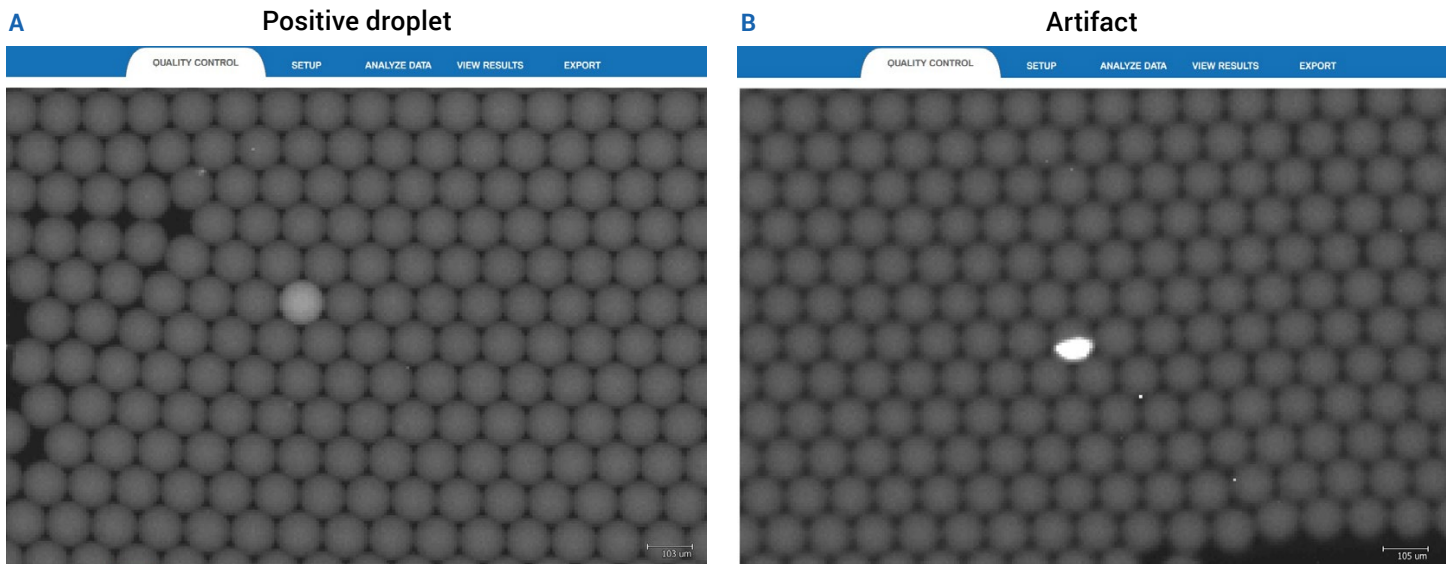 A Positive droplet
QUALITY CONTROL SETUP ANALYZE DATA VIEW RESULTS EXPORT
103 um
B Artifact
QUALITY CONTROL SETUP ANALYZE DATA VIEW RESULTS EXPORT
105 um